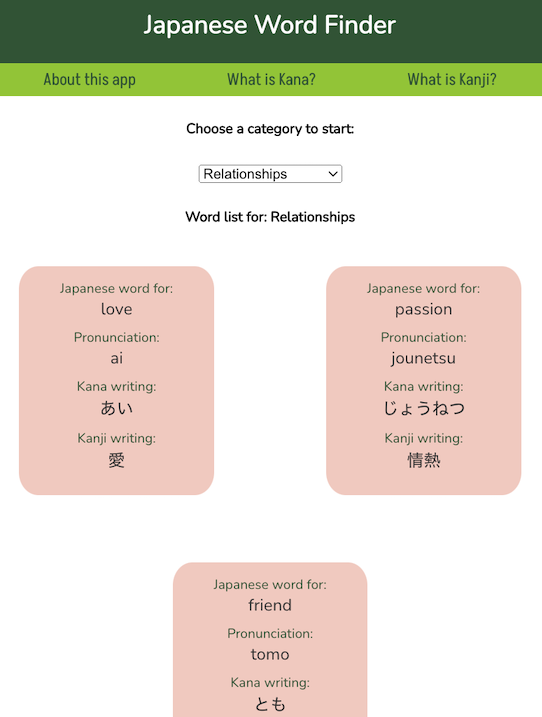 Japanese Word Finder
About this app
What is Kana?
What is Kanji?
Choose a category to start:
Relationships
Word list for: Relationships
Japanese word for:
love
Pronunciation:
ai
Kana writing:
あい
Kanji writing:
愛
Japanese word for:
passion
Pronunciation:
jounetsu
Kana writing:
じょうねつ
Kanji writing:
情熱
Japanese word for:
friend
Pronunciation:
tomo
Kana writing:
とも